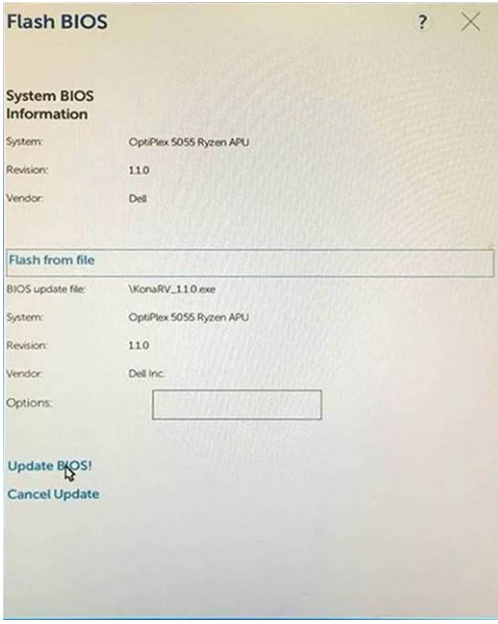 Flash BIOS ?
System BIOS
Information
System: OptiPlex 5055 Ryzen APU
Revision: 1.1.0
Vendor: Dell
Flash from file
BIOS update file: \KonaRV_1.1.0.exe
System: OptiPlex 5055 Ryzen APU
Revision: 1.1.0
Vendor: Dell Inc.
Options:
Update BIOS!
Cancel Update